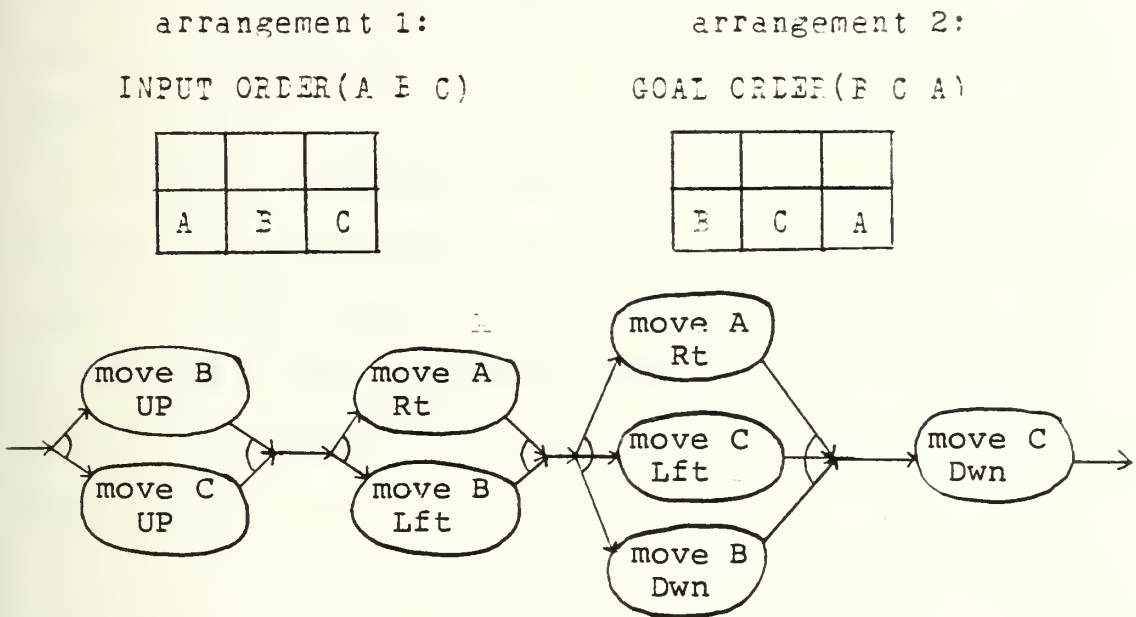 arrangement 1:
arrangement 2:
INPUT ORDER(A B C)
GOAL ORDER(B C A)
A B C
B C A
move B
UP
move C
UP
move A
Rt
move B
Lft
move A
Rt
move C
Lft
move B
Dwn
move C
Dwn